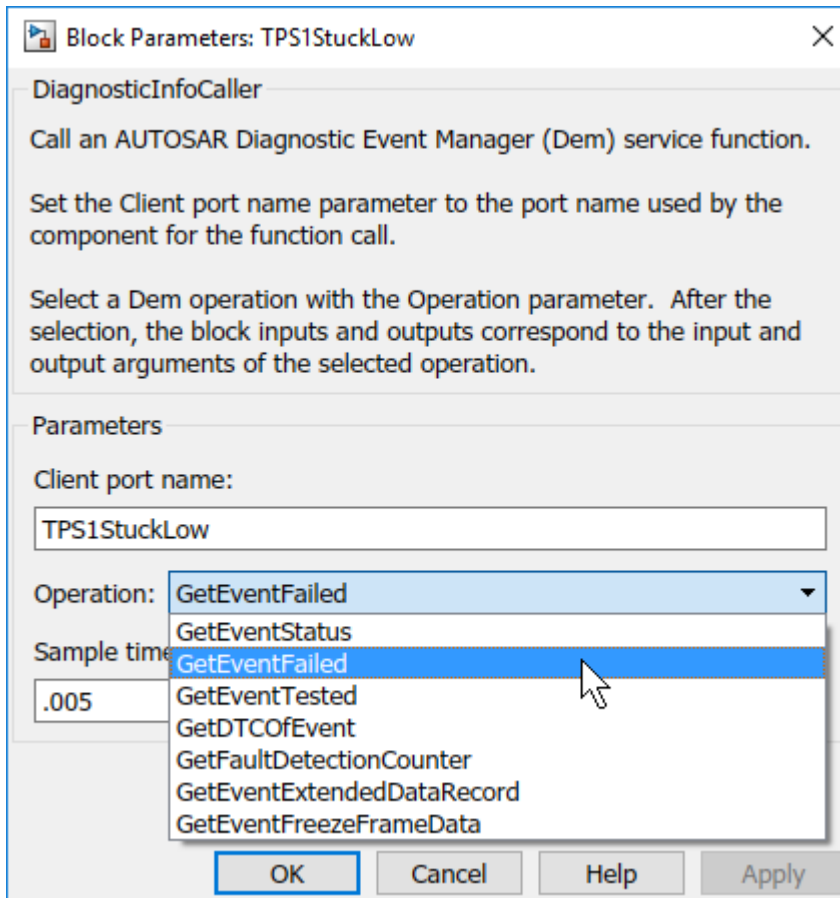 Block Parameters: TPS1StuckLow
DiagnosticInfoCaller
Call an AUTOSAR Diagnostic Event Manager (Dem) service function.
Set the Client port name parameter to the port name used by the
component for the function call.
Select a Dem operation with the Operation parameter.  After the
selection, the block inputs and outputs correspond to the input and
output arguments of the selected operation.
Parameters
Client port name:
TPS1StuckLow
Operation: GetEventFailed
GetEventStatus
Sample time
GetEventFailed
.005
GetEventTested
GetDTCOfEvent
GetFaultDetectionCounter
GetEventExtendedDataRecord
GetEventFreezeFrameData
OK Cancel Help Apply